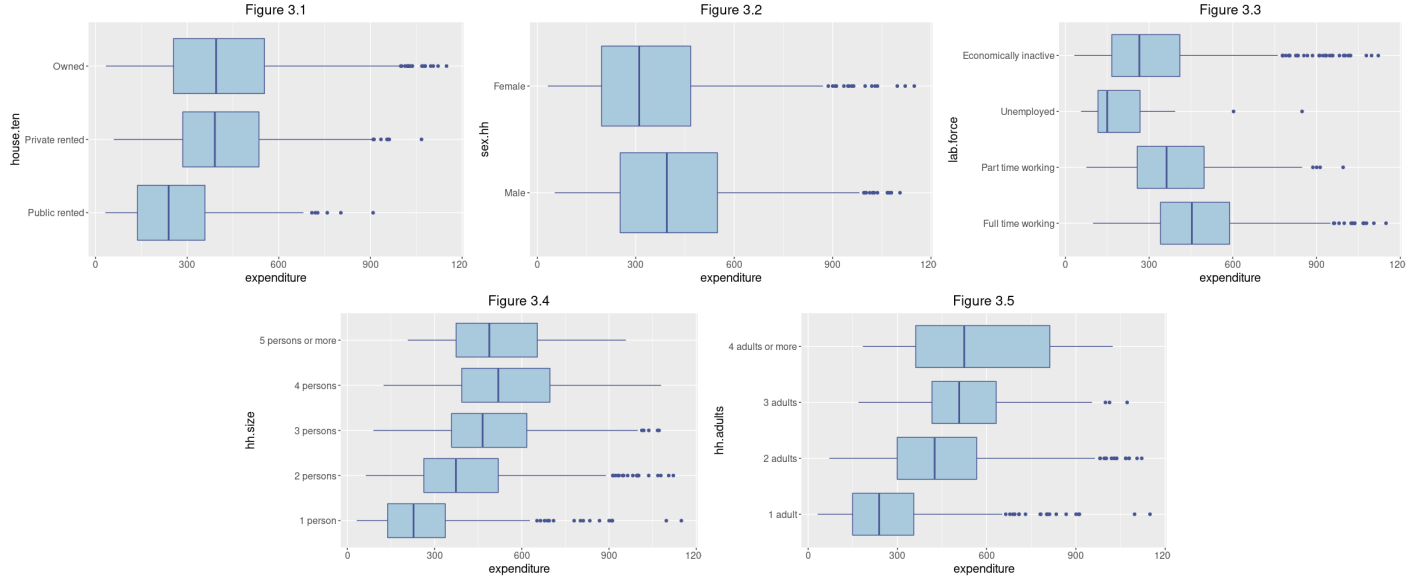 Figure 3.1
house.ten
Owned
Private rented
Public rented
0 300 600 900 120
expenditure
Figure 3.2
sex.hh
Female
Male
0 300 600 900 120
expenditure
Figure 3.3
lab.force
Economically inactive
Unemployed
Part time working
Full time working
0 300 600 900 120
expenditure
Figure 3.4
hh.size
5 persons or more
4 persons
3 persons
2 persons
1 person
0 300 600 900 120
expenditure
Figure 3.5
hh.adults
4 adults or more
3 adults
2 adults
1 adult
0 300 600 900 120
expenditure